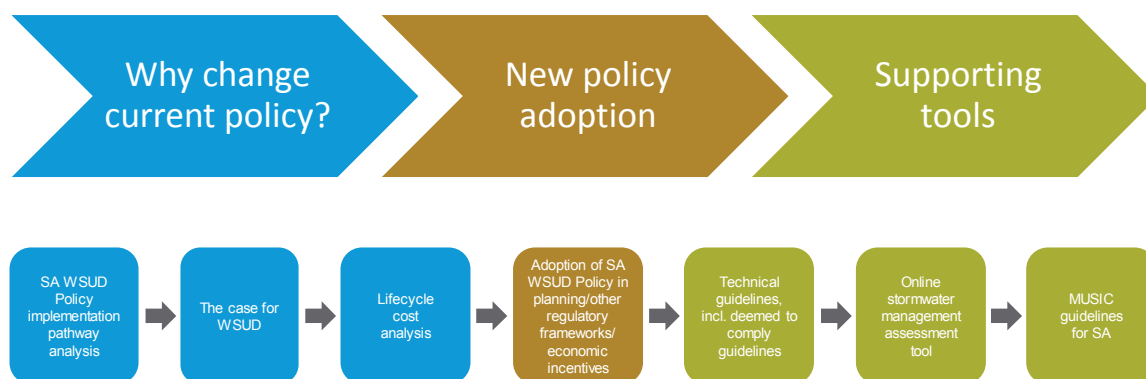 Why change
current policy?
New policy
adoption
Supporting
tools
SA WSUD
Policy
implementation
pathway
analysis
The case for
WSUD
Lifecycle
cost
analysis
Adoption of SA
WSUD Policy in
planning/other
regulatory
frameworks/
economic
incentives
Technical
guidelines,
incl. deemed to
comply
guidelines
Online
stormwater
management
assessment
tool
MUSIC
guidelines
for SA